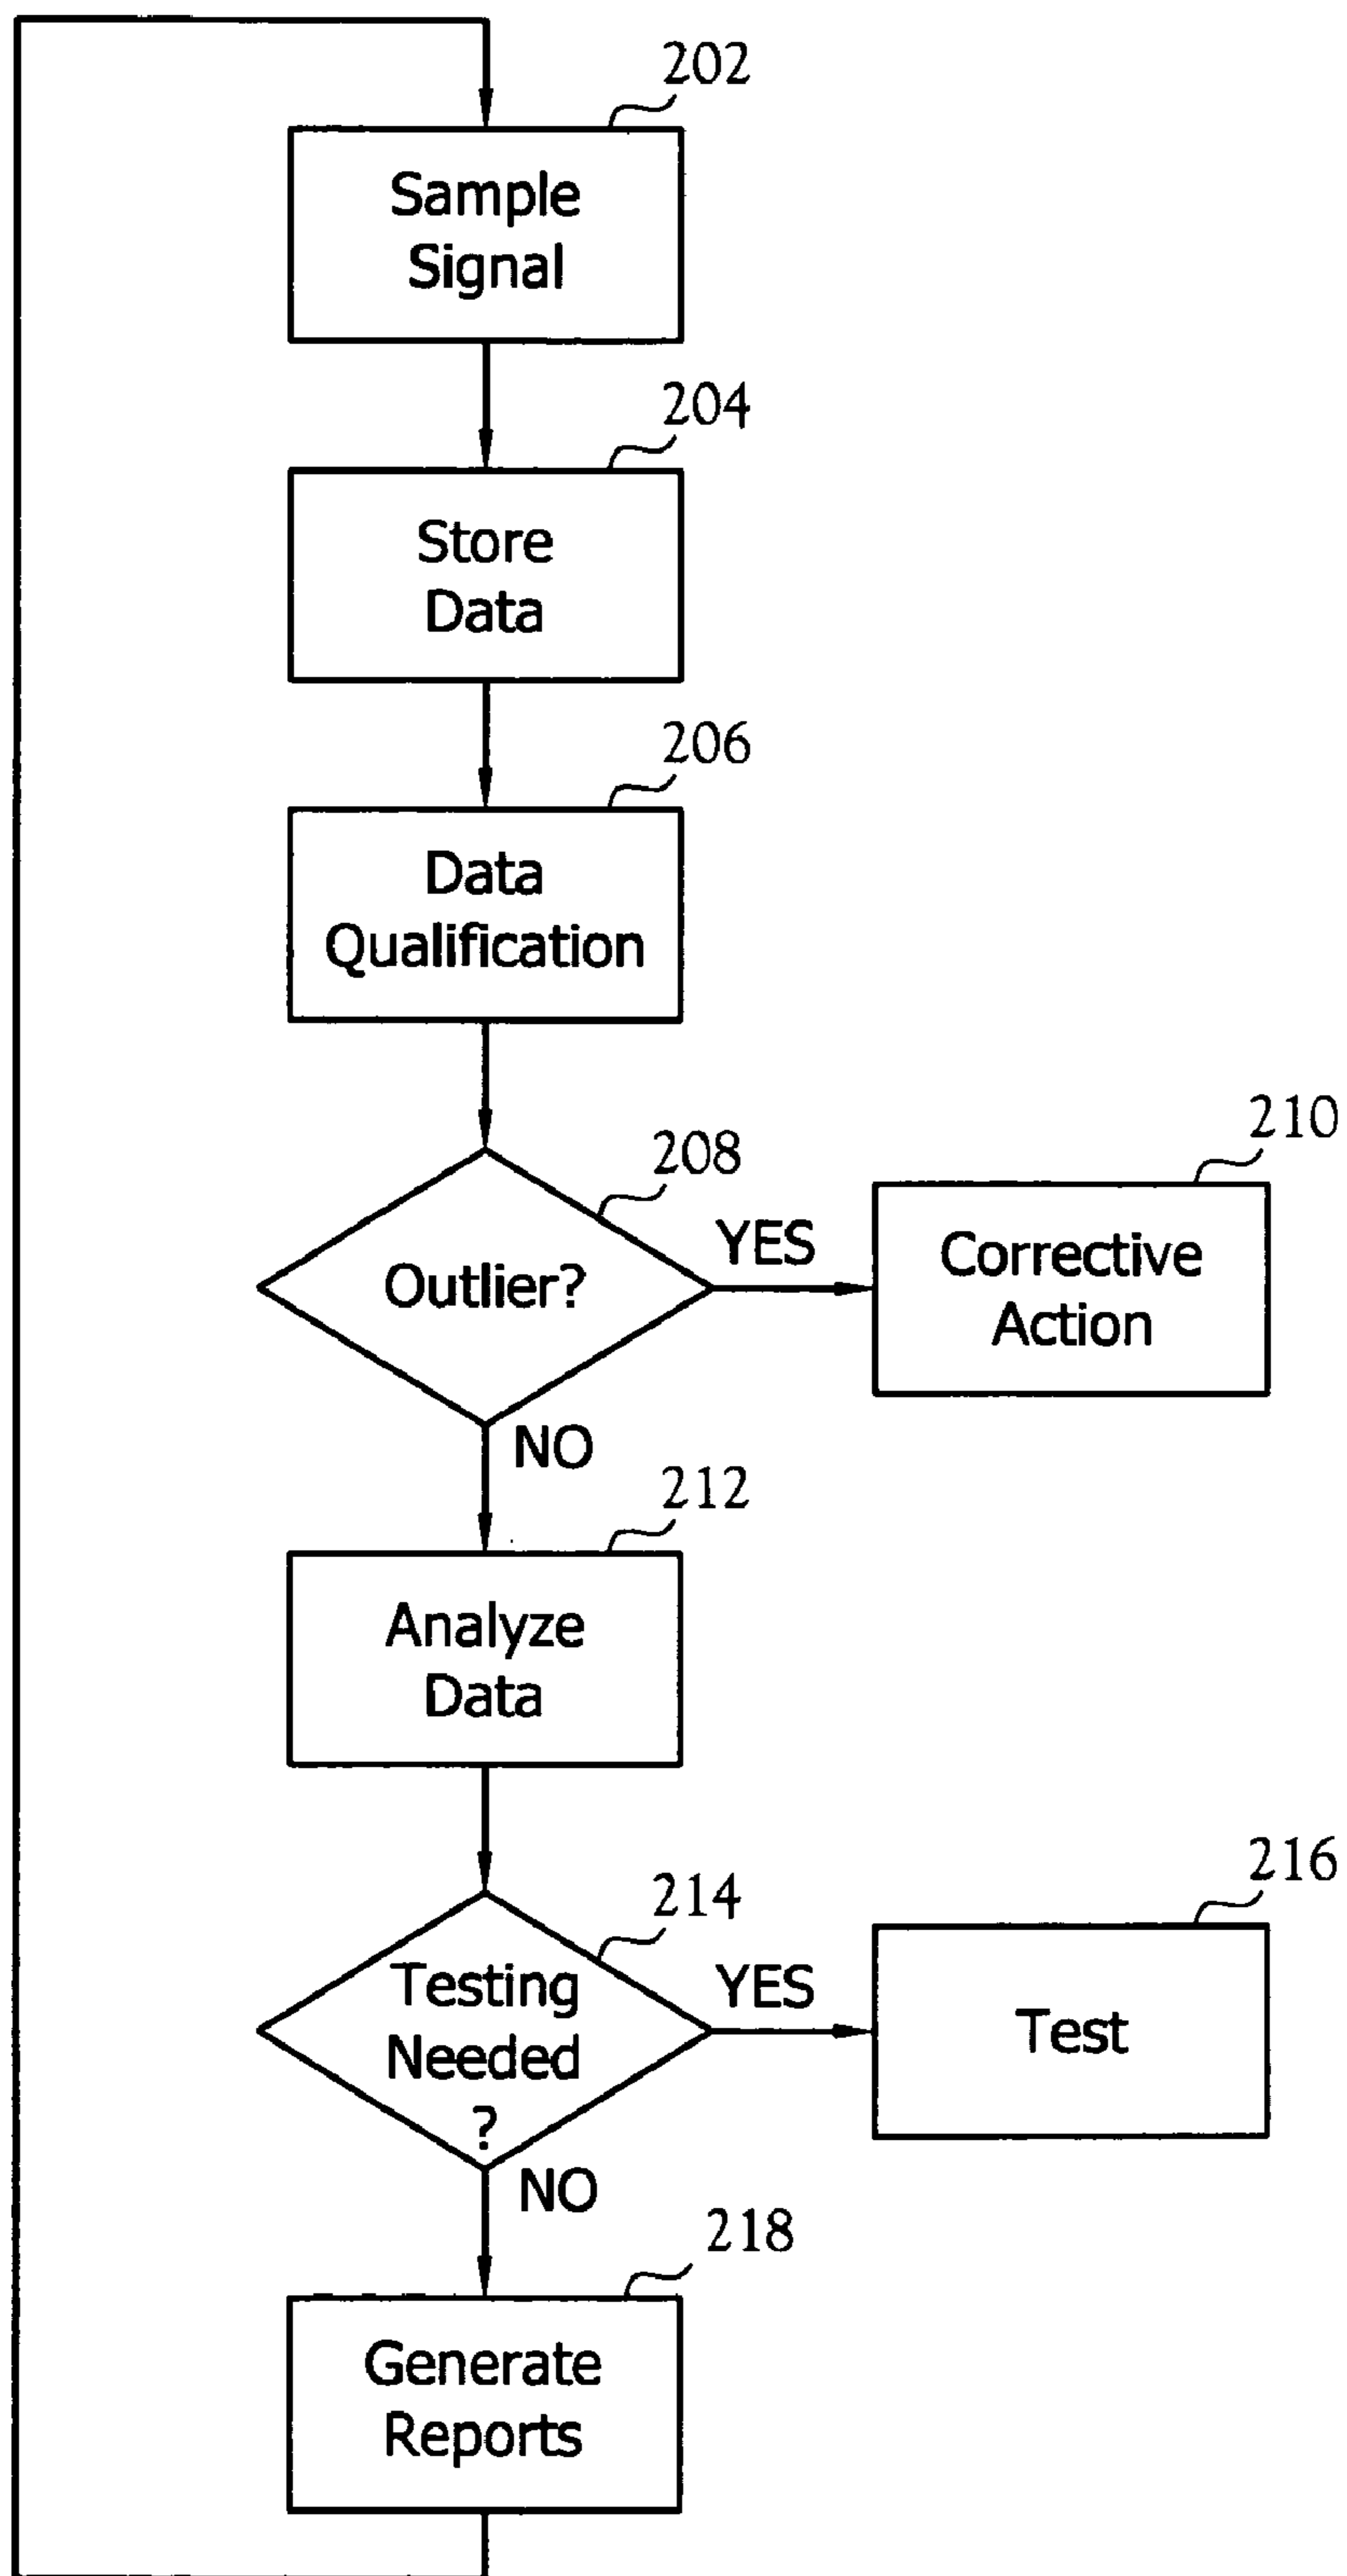 202
Sample
Signal
204
Store
Data
206
Data
Qualification
208
Outlier?
YES
210
Corrective
Action
NO
212
Analyze
Data
214
Testing
Needed
?
YES
216
Test
NO
218
Generate
Reports